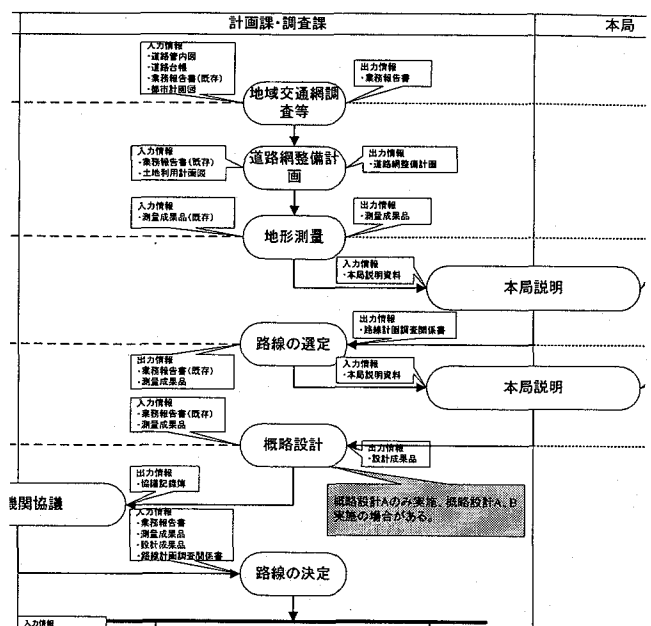 計画課・調査課
本局
入力情報
・道路管内図
・道路台帳
・業務報告書(既存)
・都市計画図
出力情報
・業務報告書
地域交通網調
査等
入力情報
・業務報告書(既存)
・土地利用計画図
出力情報
・道路網整備計画
道路網整備計
画
入力情報
・測量成果品(既存)
出力情報
・測量成果品
地形測量
入力情報
・本局説明資料
本局説明
出力情報
・路線計画調査関係書
路線の選定
出力情報
・業務報告書(既存)
・測量成果品
入力情報
・本局説明資料
本局説明
入力情報
・業務報告書(既存)
・測量成果品
概略設計
出力情報
・設計成果品
概略設計Aのみ実施、概略設計A、B
実施の場合がある。
出力情報
・協議記録簿
機関協議
入力情報
・業務報告書
・測量成果品
・設計成果品
・路線計画調査関係書
路線の決定
入力情報